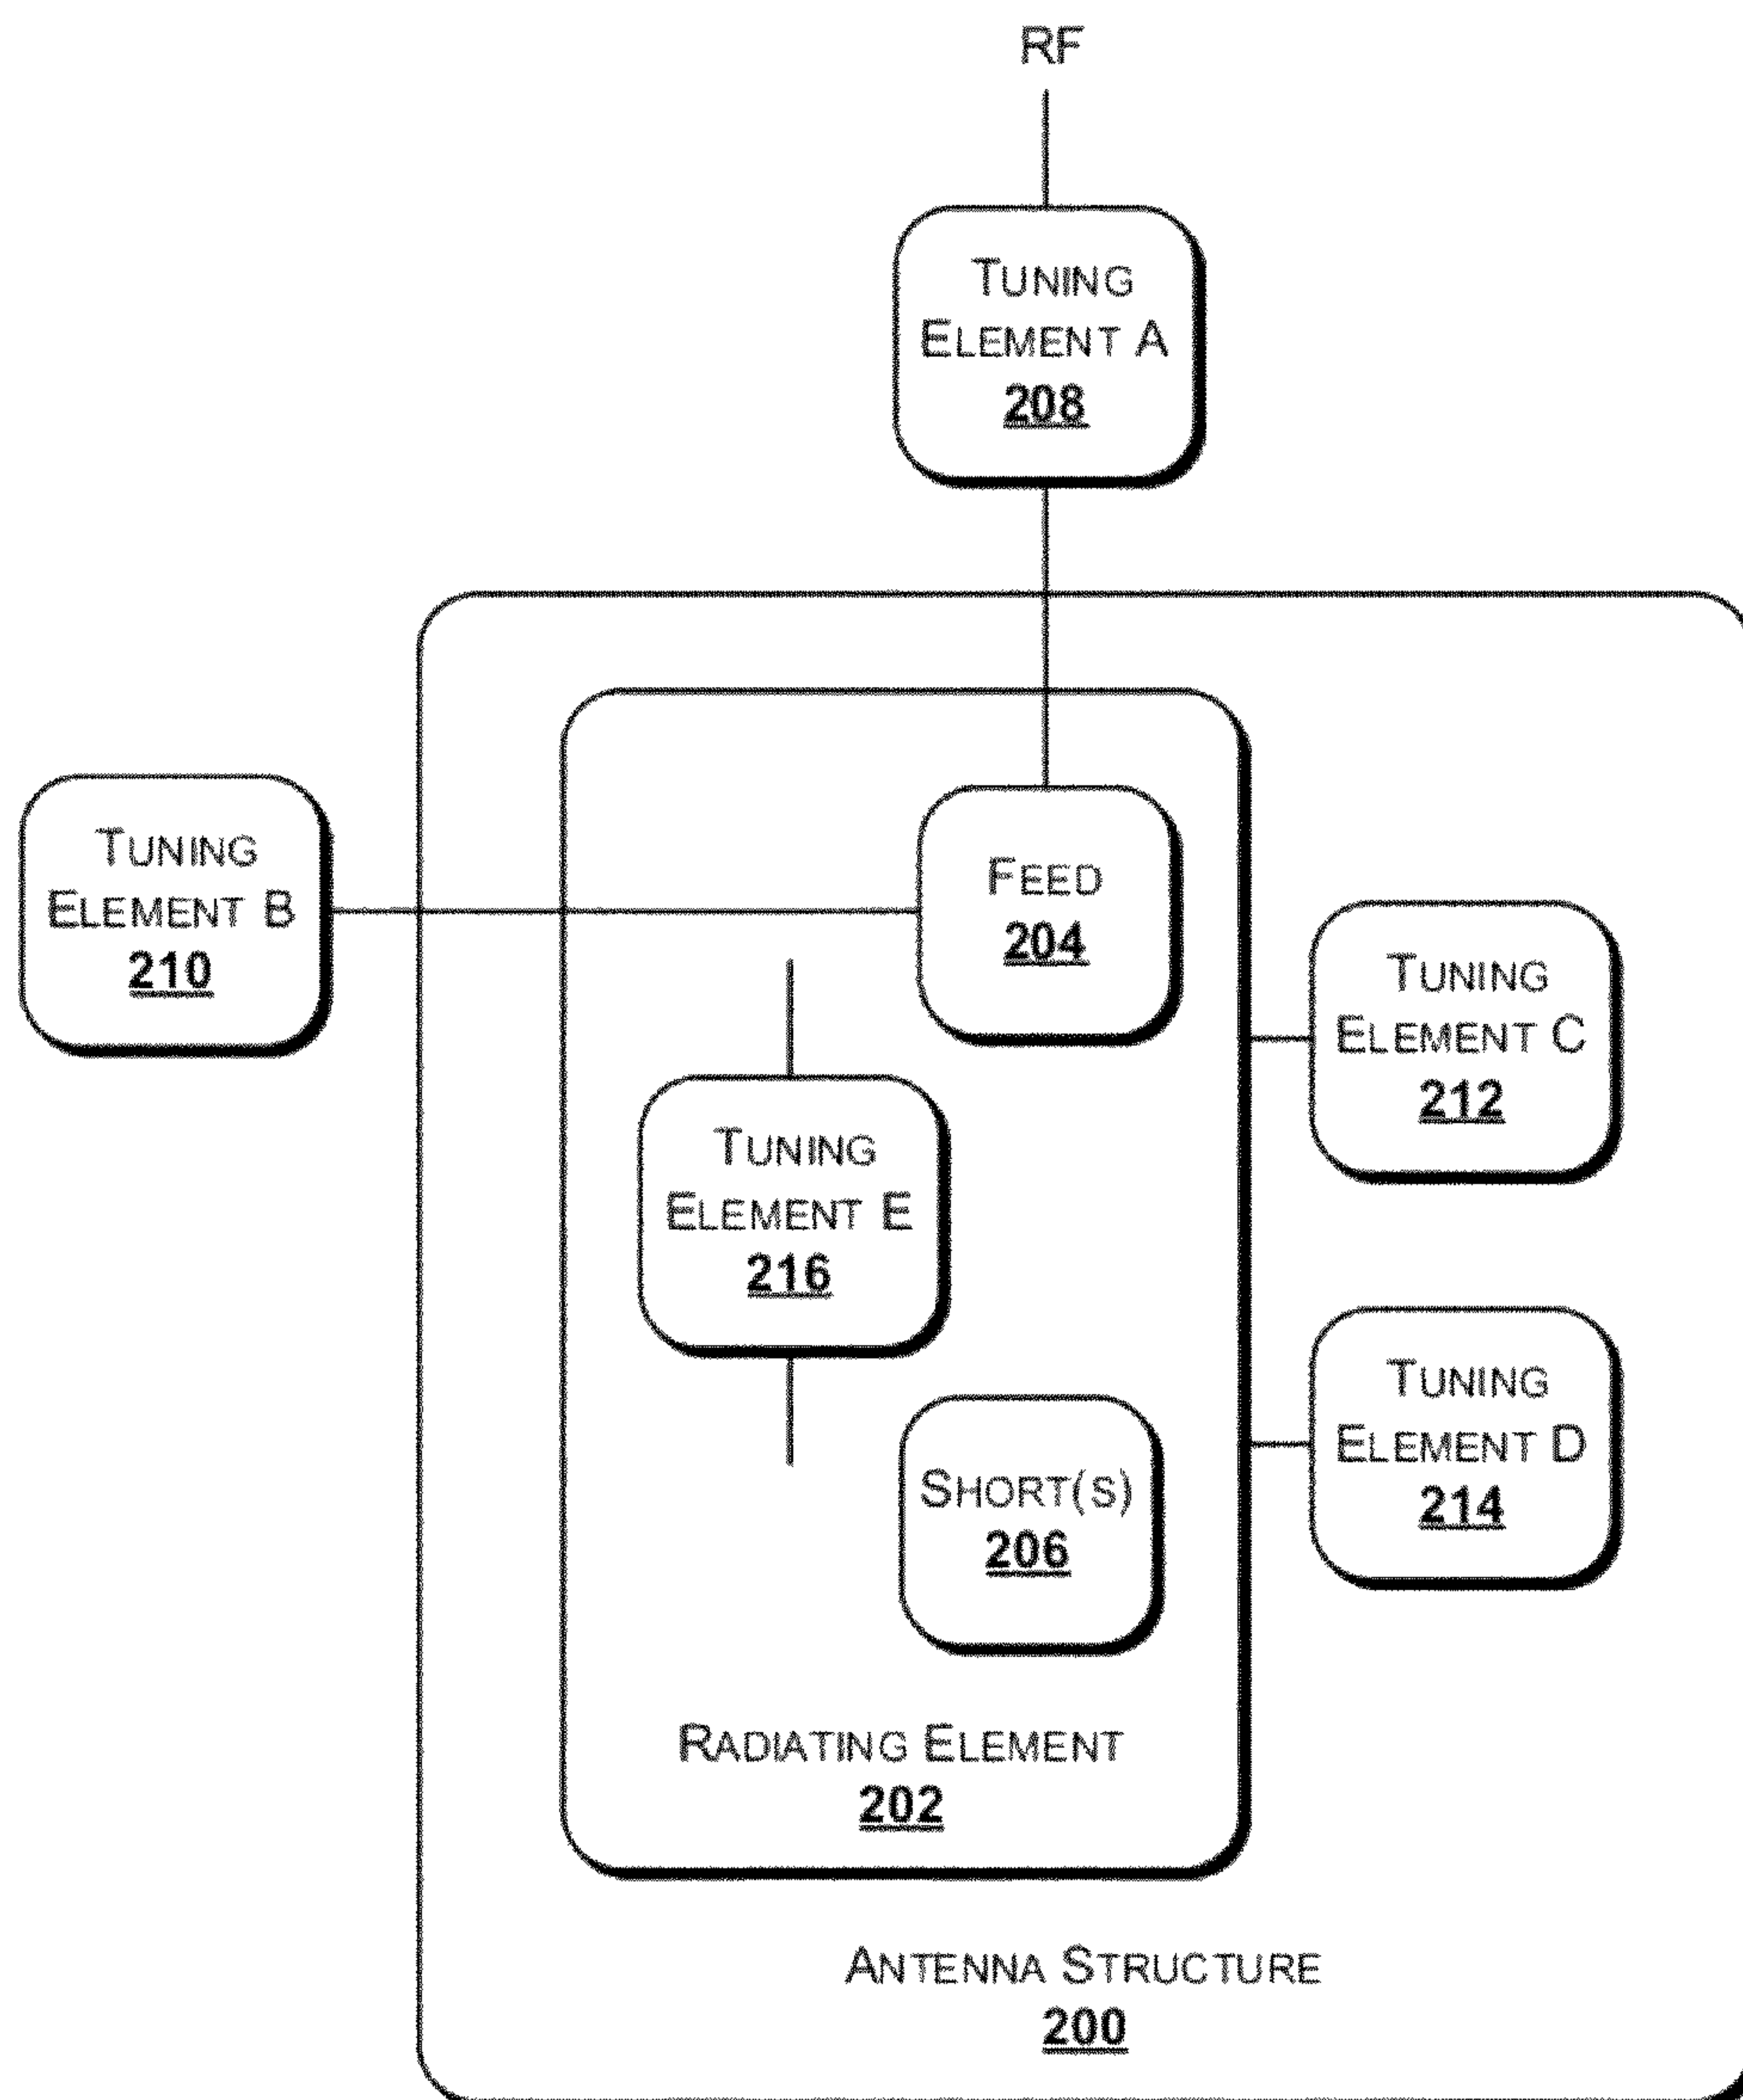 RF
TUNING
ELEMENT A
208
TUNING
ELEMENT B
210
FEED
204
TUNING
ELEMENT C
212
TUNING
ELEMENT E
216
TUNING
ELEMENT D
214
SHORT(S)
206
RADIATING ELEMENT
202
ANTENNA STRUCTURE
200